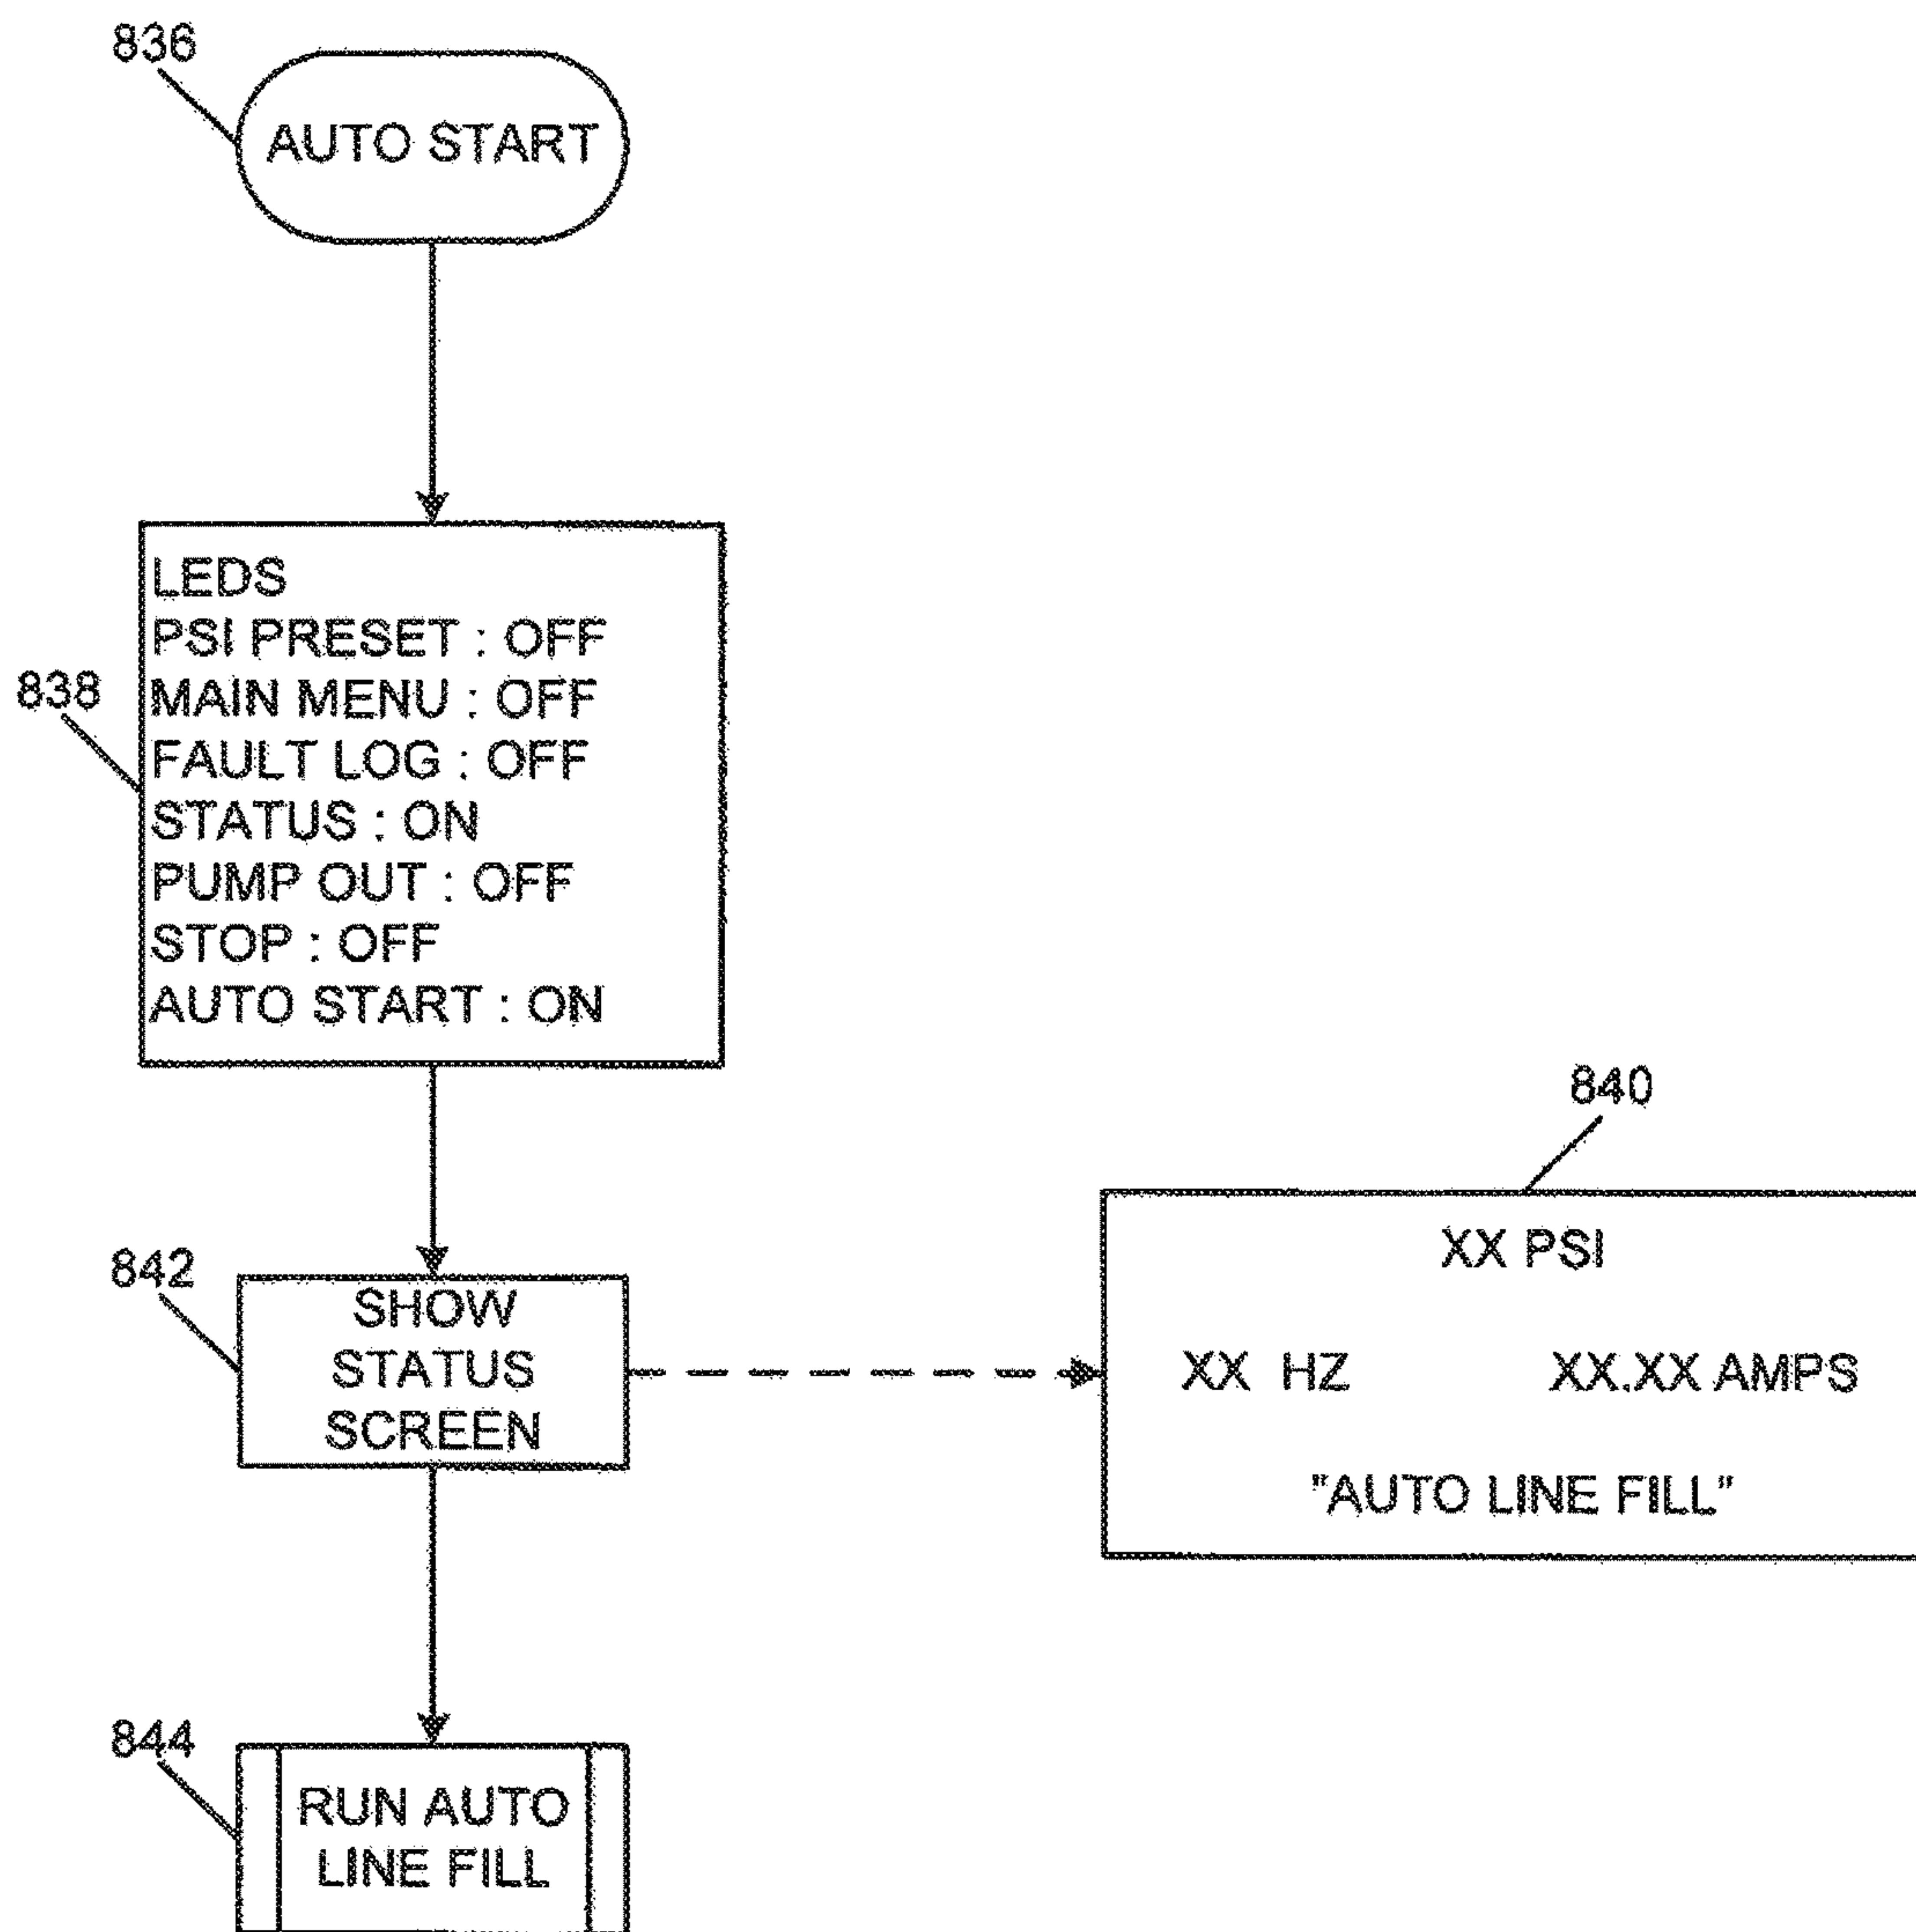 836
AUTO START
838
LEDS
PSI PRESET : OFF
MAIN MENU : OFF
FAULT LOG : OFF
STATUS : ON
PUMP OUT : OFF
STOP : OFF
AUTO START : ON
842
SHOW
STATUS
SCREEN
840
XX PSI
XX HZ XX.XX AMPS
"AUTO LINE FILL"
844
RUN AUTO
LINE FILL